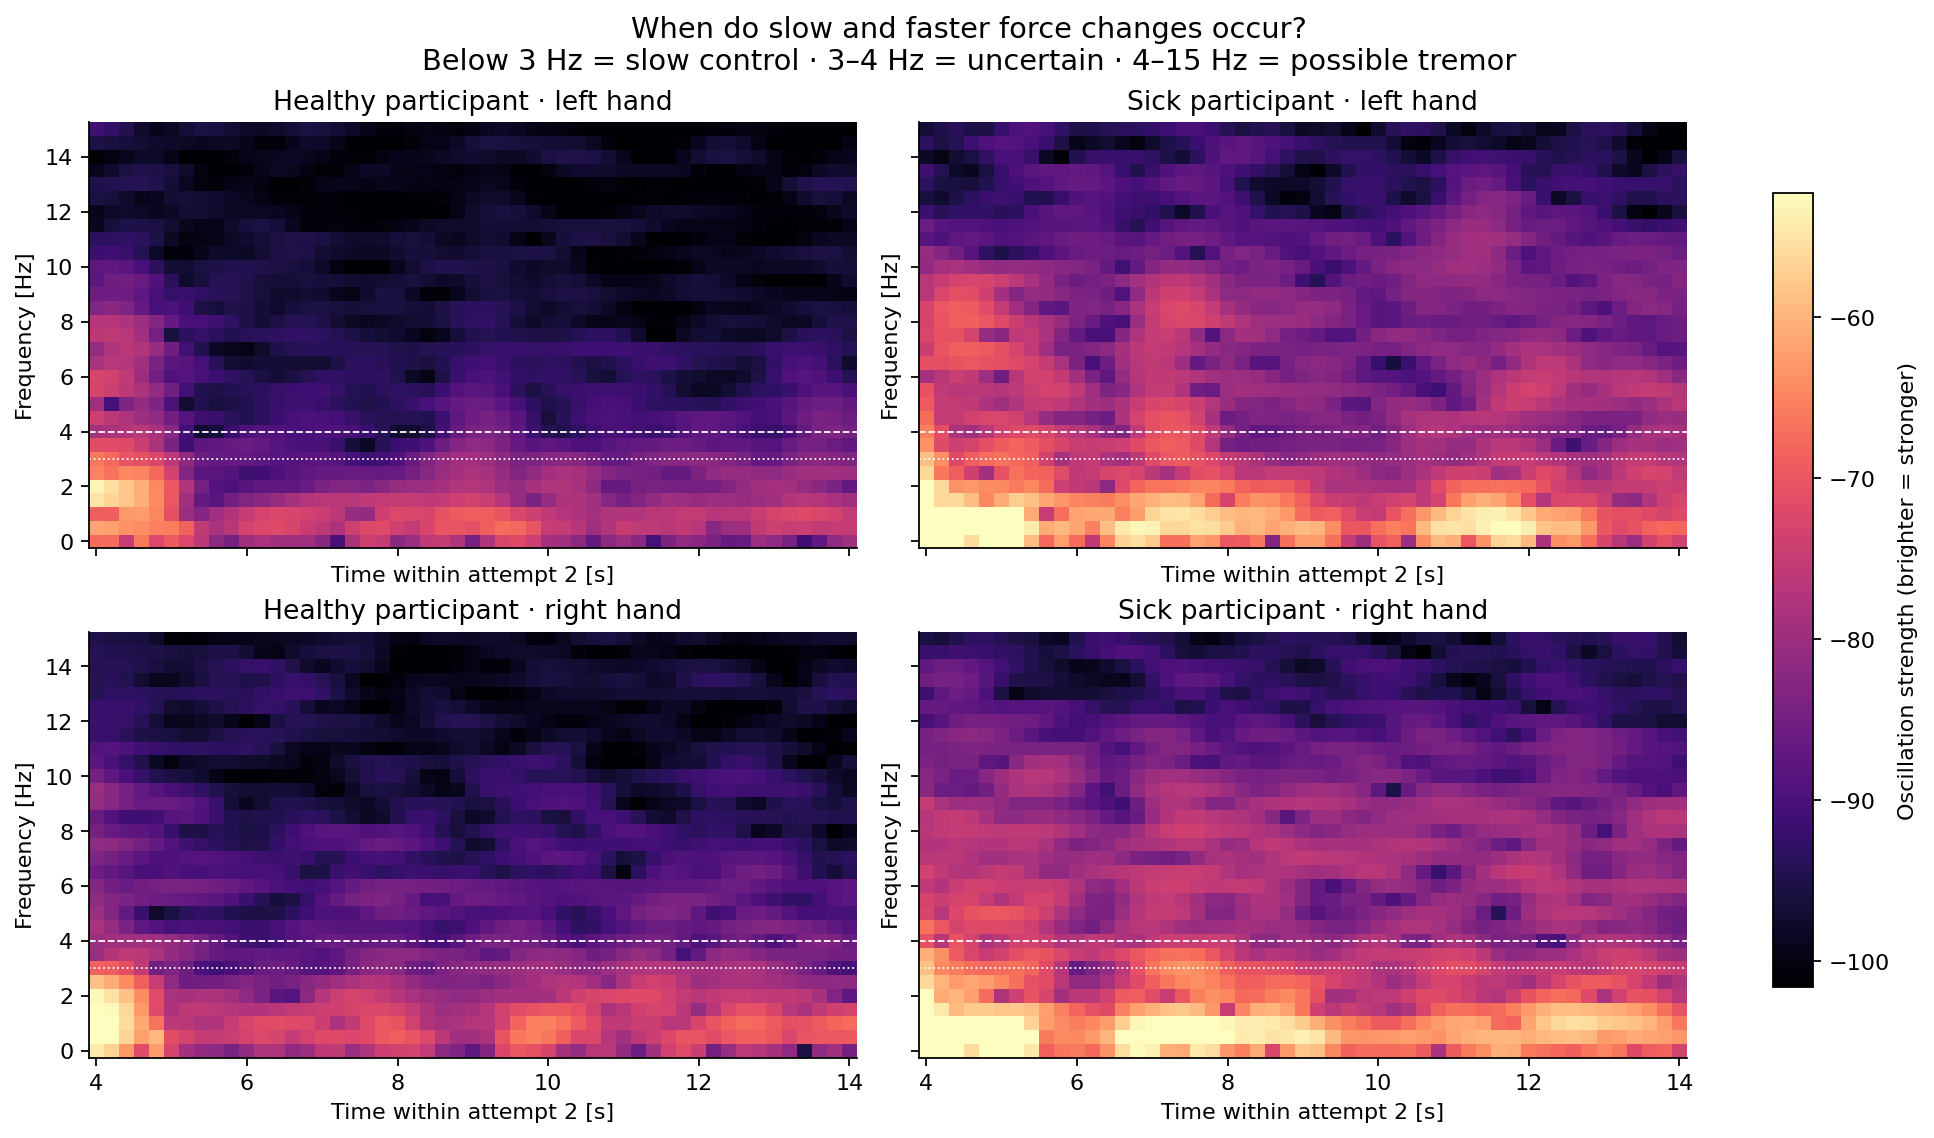 When do slow and faster force changes occur?
Below 3 Hz = slow control · 3–4 Hz = uncertain · 4–15 Hz = possible tremor
Healthy participant · left hand
Sick participant · left hand
Frequency [Hz]
14
12
10
8
6
4
2
0
Time within attempt 2 [s]
Frequency [Hz]
Time within attempt 2 [s]
Healthy participant · right hand
Sick participant · right hand
Frequency [Hz]
14
12
10
8
6
4
2
0
4 6 8 10 12 14
Time within attempt 2 [s]
Frequency [Hz]
4 6 8 10 12 14
Time within attempt 2 [s]
−60
−70
−80
−90
−100
Oscillation strength (brighter = stronger)